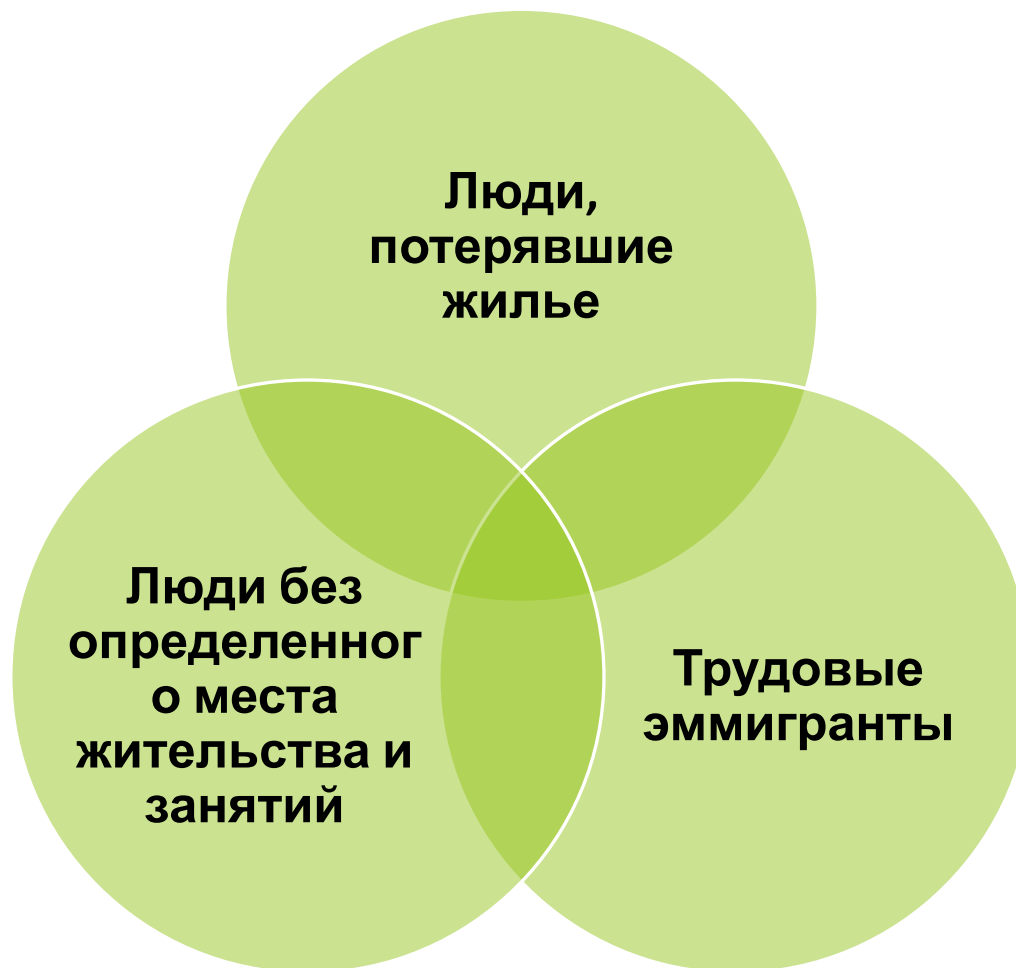 Люди,
потерявшие
жилье
Люди без
определенног
о места
жительства и
занятий
Трудовые
эммигранты